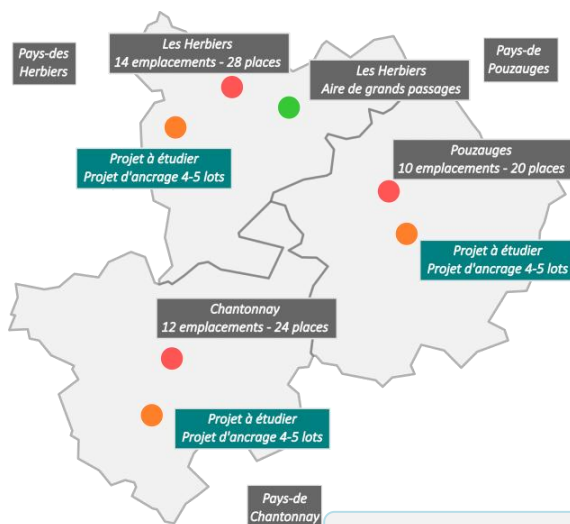 Pays-des
Herbiers
Les Herbiers
14 emplacements - 28 places
Pays-de
Pouzauges
Les Herbiers
Aire de grands passages
Projet à étudier
Projet d'ancrage 4-5 lots
Pouzauges
10 emplacements - 20 places
Projet à étudier
Projet d'ancrage 4-5 lots
Chantonnay
12 emplacements - 24 places
Projet à étudier
Projet d'ancrage 4-5 lots
Pays-de
Chantonnay